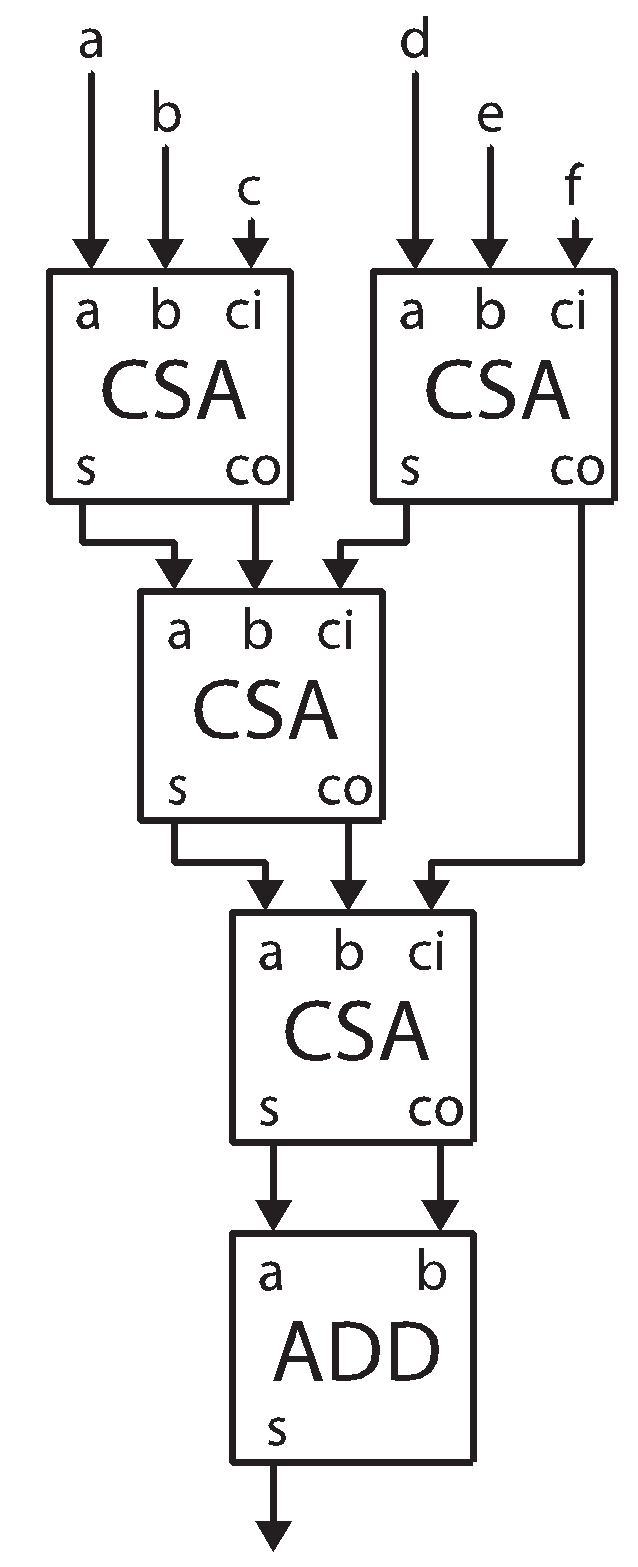 a d
b e
c f
a b ci a b ci
CSA CSA
s co s co
a b ci
CSA
s co
a b ci
CSA
s co
a b
ADD
s